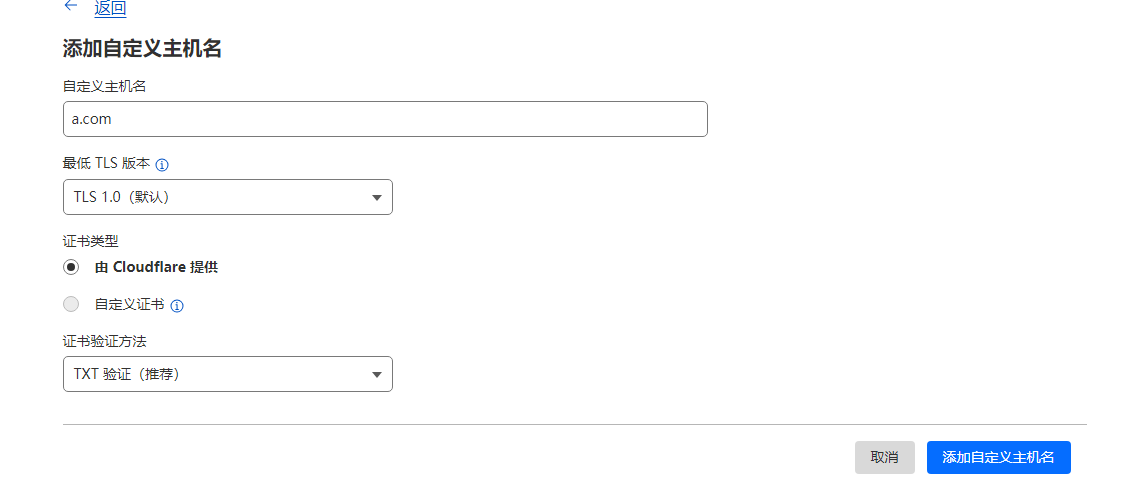 返回
添加自定义主机名
自定义主机名
a.com
最低 TLS 版本
TLS 1.0（默认）
证书类型
由 Cloudflare 提供
自定义证书
证书验证方法
TXT 验证（推荐）
取消 添加自定义主机名